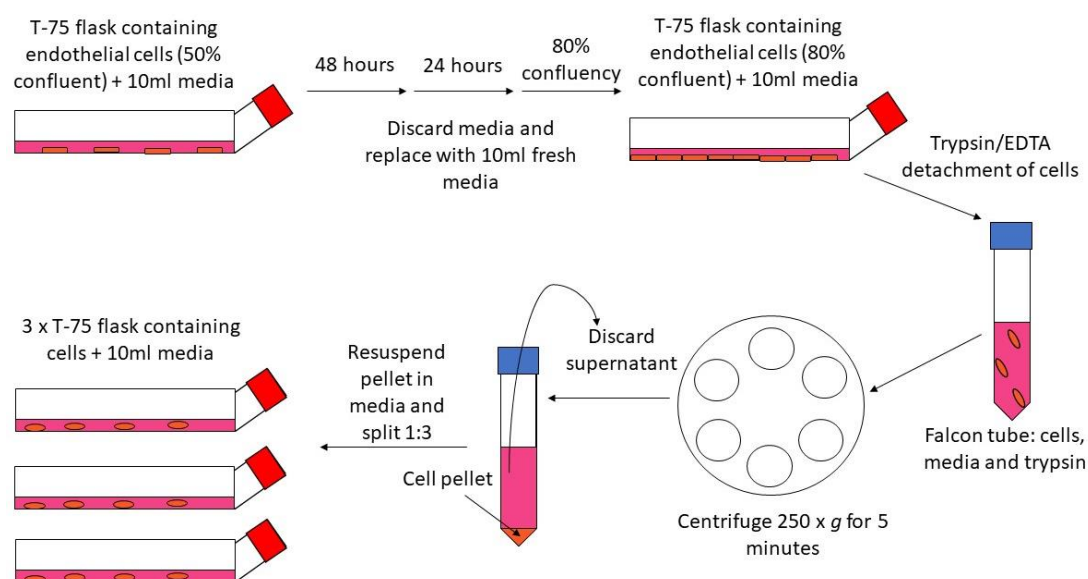 T-75 flask containing
endothelial cells (50%
confluent) + 10ml media
48 hours
24 hours
80%
confluency
Discard media and
replace with 10ml fresh
media
T-75 flask containing
endothelial cells (80%
confluent) + 10ml media
Trypsin/EDTA
detachment of cells
Falcon tube: cells,
media and trypsin
Centrifuge 250 x g for 5
minutes
Discard
supernatant
Cell pellet
Resuspend
pellet in
media and
split 1:3
3 x T-75 flask containing
cells + 10ml media